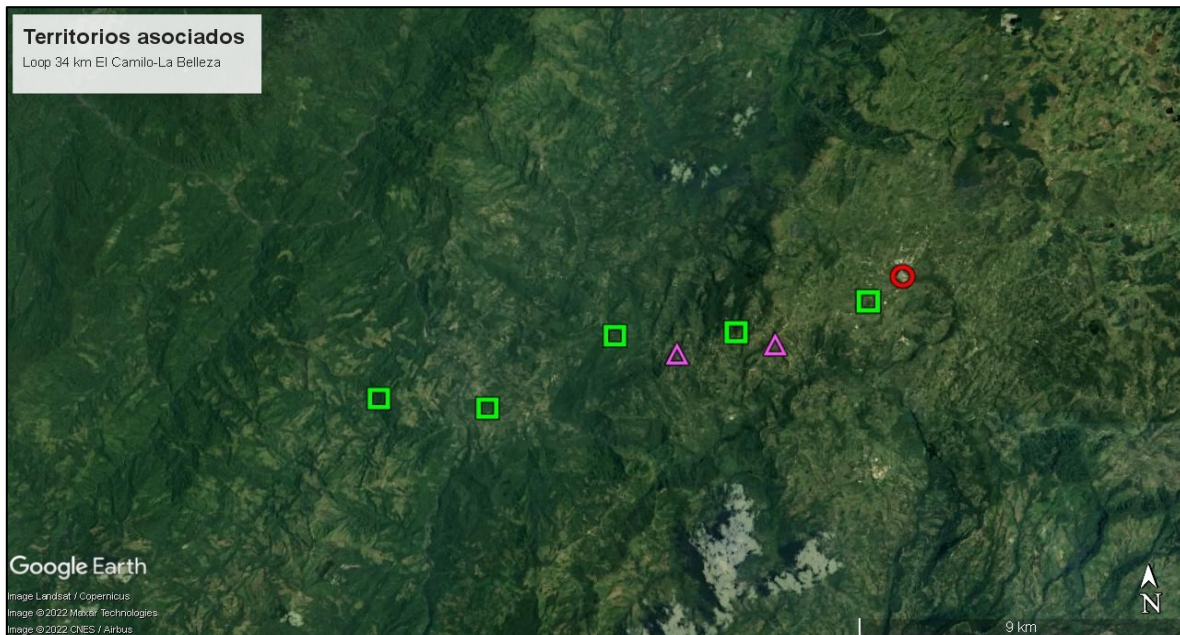 Territorios asociados
Loop 34 km El Camilo-La Belleza
Google Earth
Image Landsat / Copernicus
Image ©2022 Maxar Technologies
Image ©2022 CNES / Airbus
N
9 km